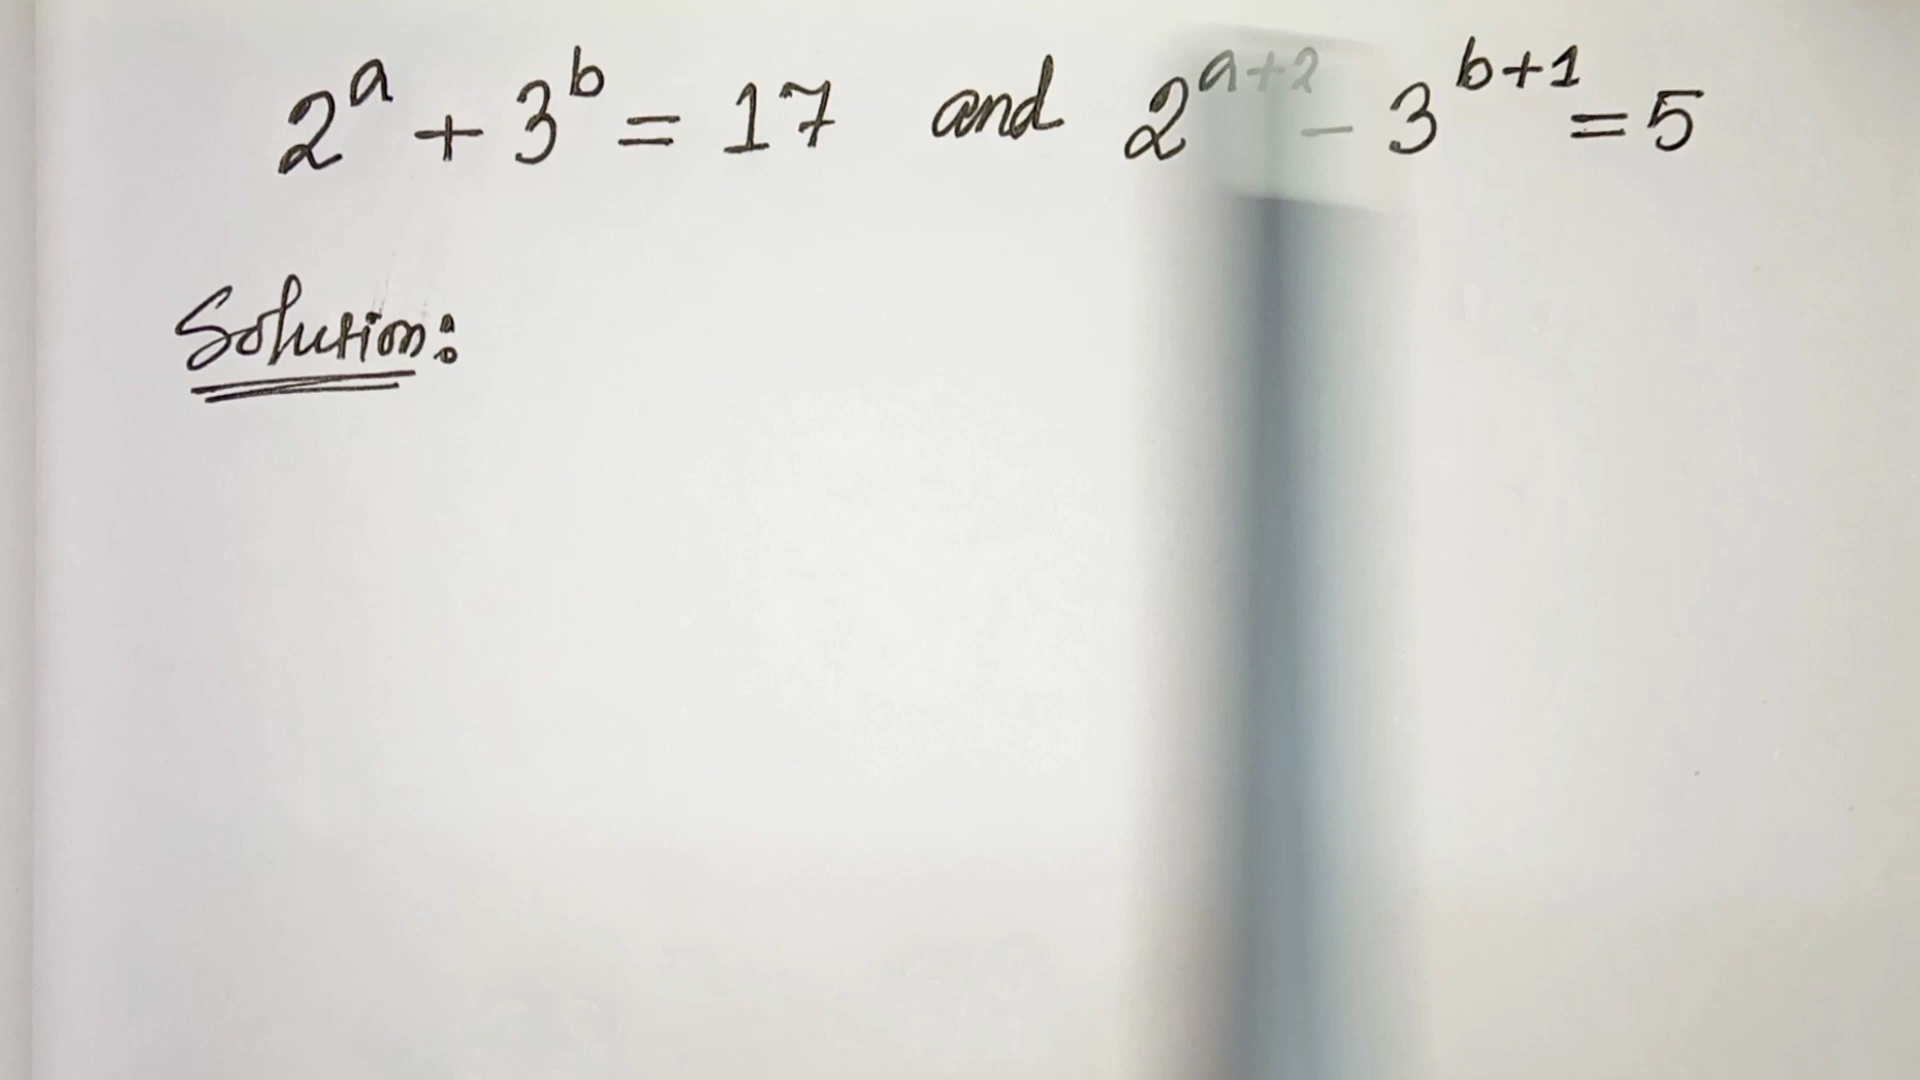 2^a + 3^b = 17 and 2^{a+2} - 3^{b+1} = 5
Solution: